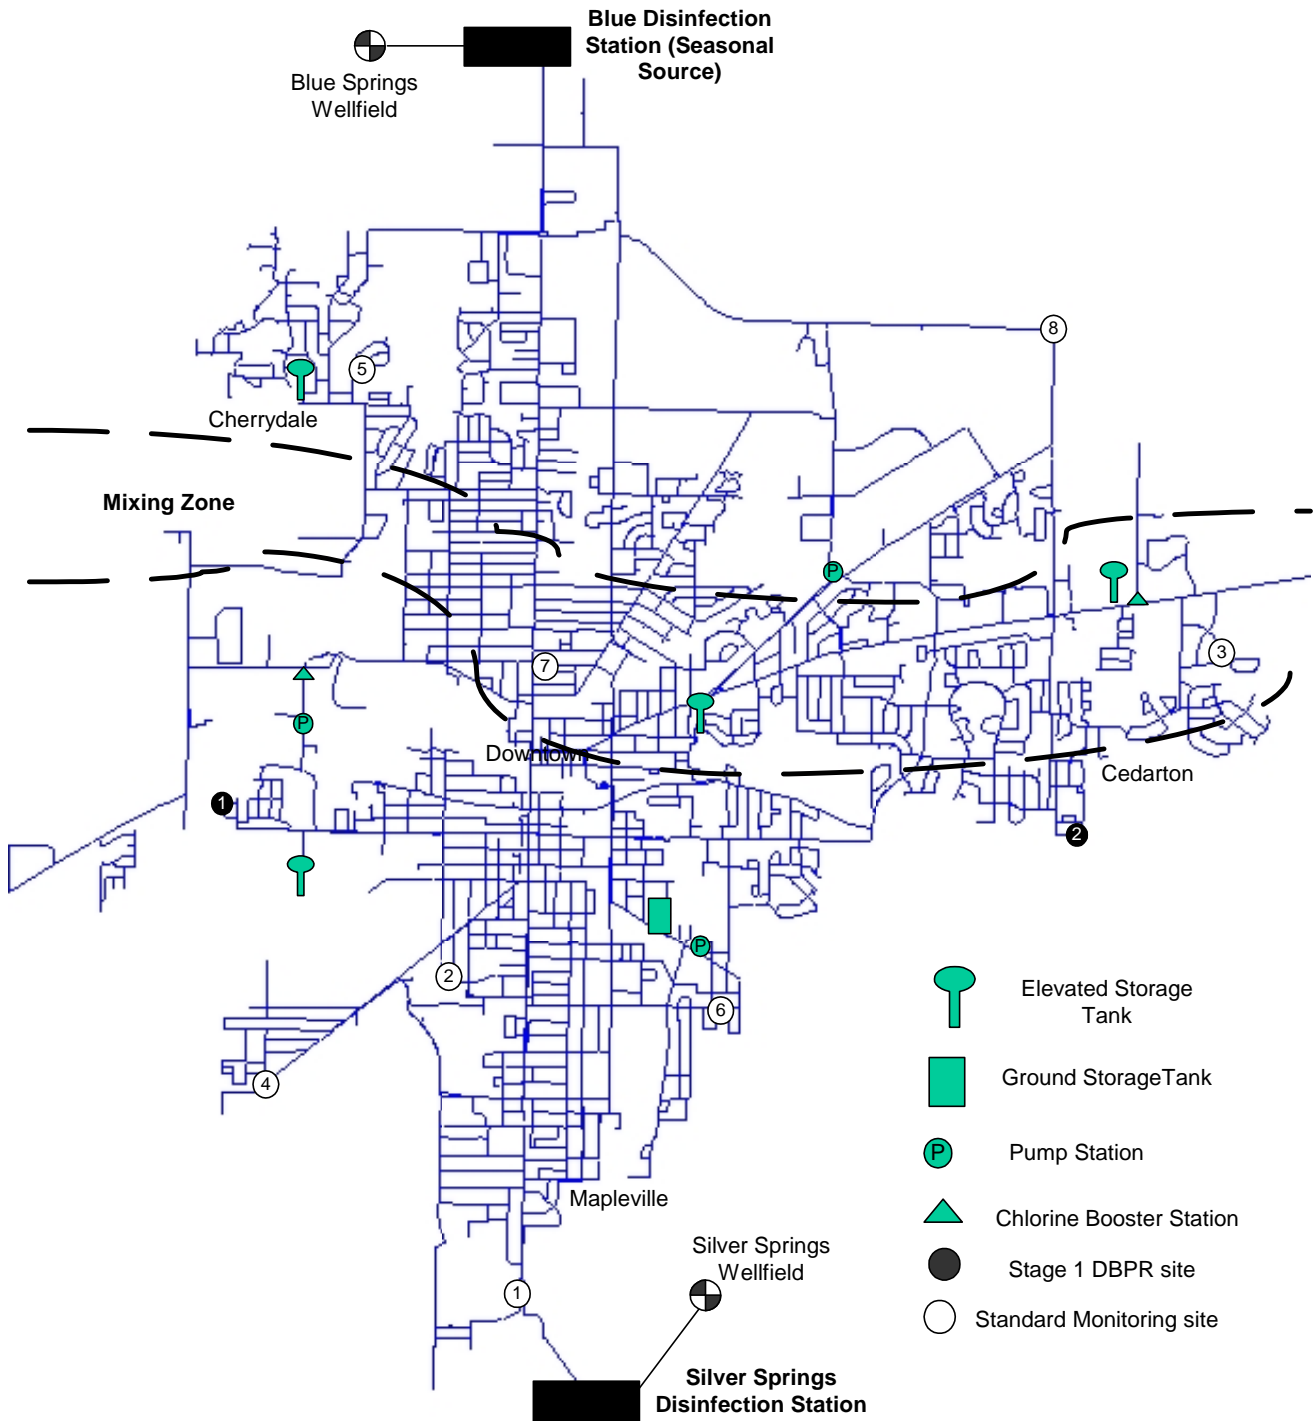 Blue Disinfection
Station (Seasonal
Source)
Blue Springs
Wellfield
8
5
Cherrydale
Mixing Zone
P
3
7
P
Downtown
Cedarton
1
2
P
2
6
4
Elevated Storage
Tank
Ground StorageTank
P
Pump Station
Chlorine Booster Station
Stage 1 DBPR site
Standard Monitoring site
Mapleville
Silver Springs
Wellfield
1
Silver Springs
Disinfection Station